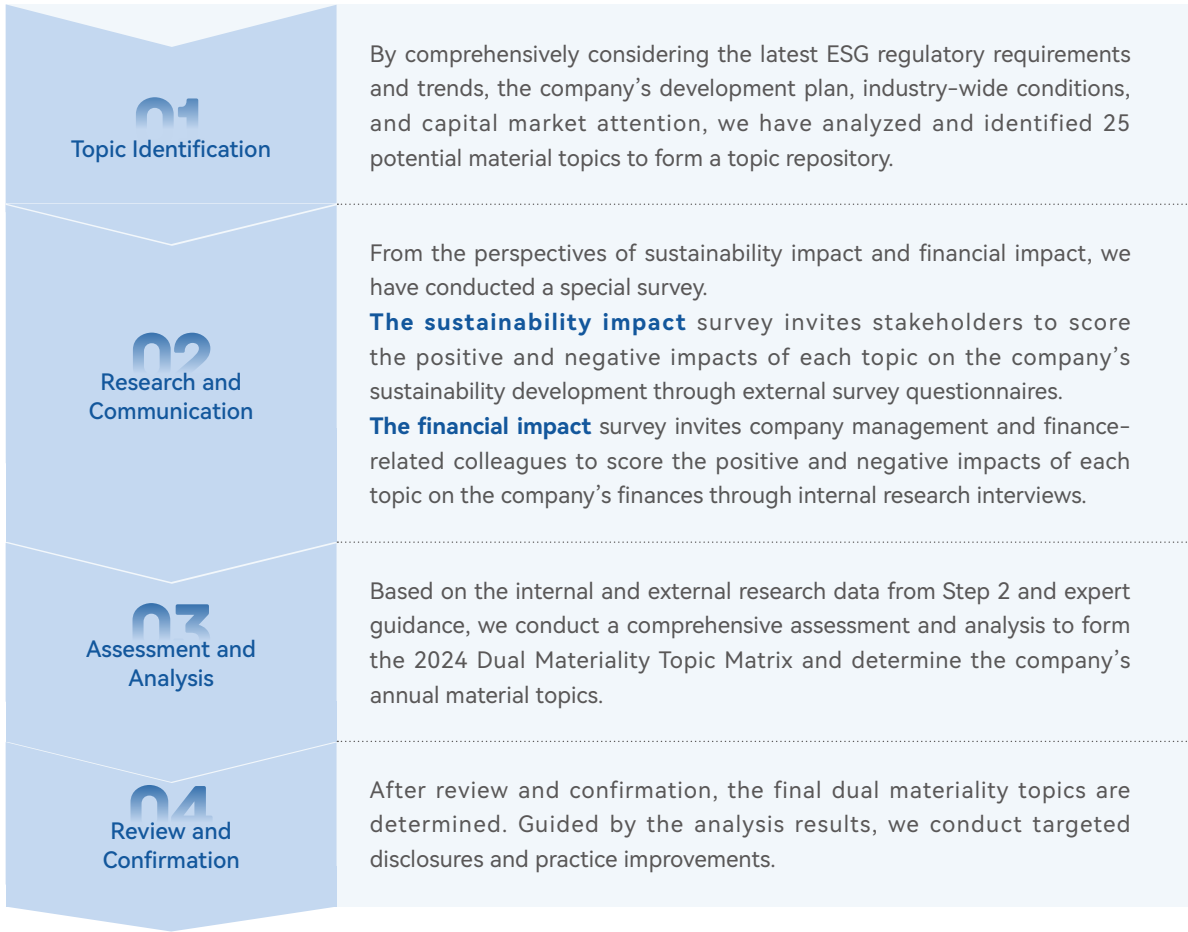 01
Topic Identification
By comprehensively considering the latest ESG regulatory requirements
and trends, the company’s development plan, industry-wide conditions,
and capital market attention, we have analyzed and identified 25
potential material topics to form a topic repository.
02
Research and
Communication
From the perspectives of sustainability impact and financial impact, we
have conducted a special survey.
The sustainability impact survey invites stakeholders to score
the positive and negative impacts of each topic on the company’s
sustainability development through external survey questionnaires.
The financial impact survey invites company management and finance-
related colleagues to score the positive and negative impacts of each
topic on the company’s finances through internal research interviews.
03
Assessment and
Analysis
Based on the internal and external research data from Step 2 and expert
guidance, we conduct a comprehensive assessment and analysis to form
the 2024 Dual Materiality Topic Matrix and determine the company’s
annual material topics.
04
Review and
Confirmation
After review and confirmation, the final dual materiality topics are
determined. Guided by the analysis results, we conduct targeted
disclosures and practice improvements.